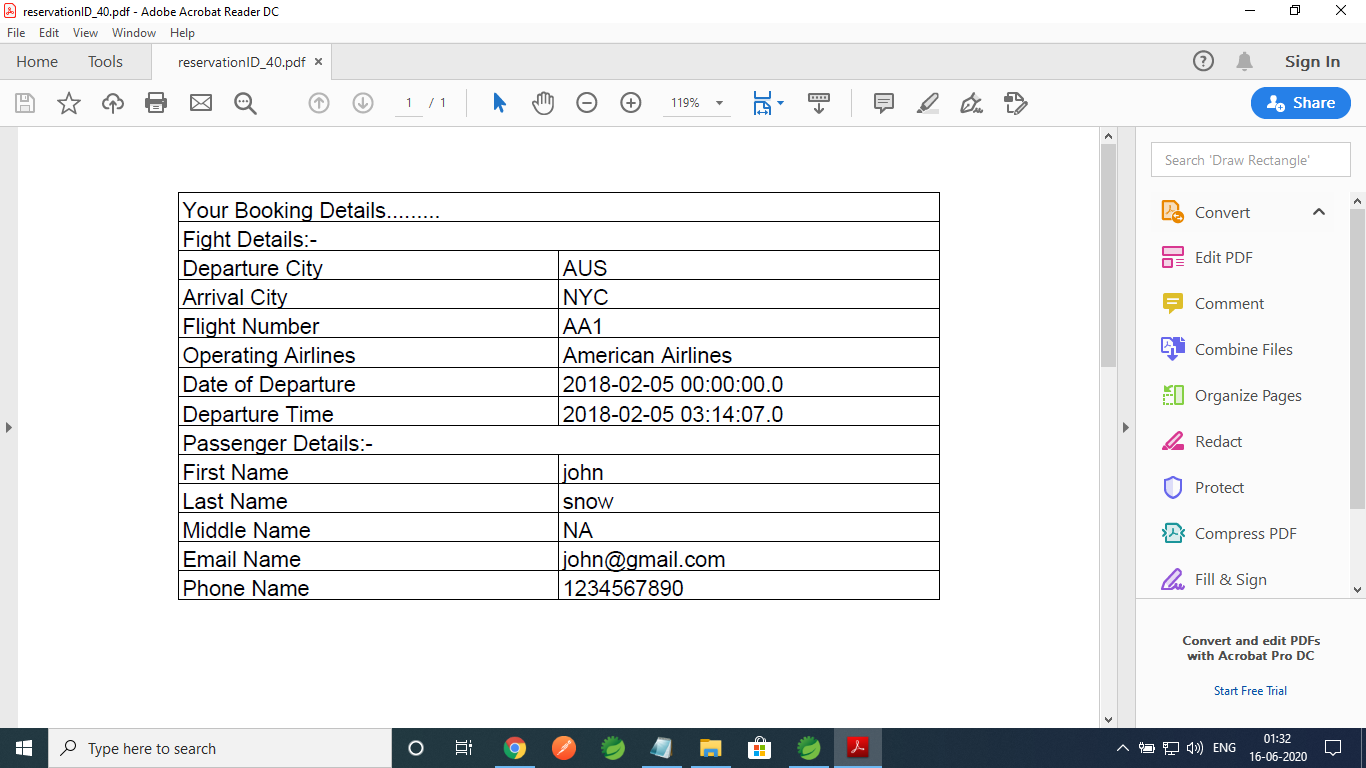 reservationID_40.pdf - Adobe Acrobat Reader DC
File Edit View Window Help
Home Tools reservationID_40.pdf × ? Sign In
1 / 1 119% Share
Search 'Draw Rectangle'
Your Booking Details.........
Fight Details:-
Departure City AUS
Arrival City NYC
Flight Number AA1
Operating Airlines American Airlines
Date of Departure 2018-02-05 00:00:00.0
Departure Time 2018-02-05 03:14:07.0
Passenger Details:-
First Name john
Last Name snow
Middle Name NA
Email Name john@gmail.com
Phone Name 1234567890
Convert
Edit PDF
Comment
Combine Files
Organize Pages
Redact
Protect
Compress PDF
Fill & Sign
Convert and edit PDFs
with Acrobat Pro DC
Start Free Trial
Type here to search
ENG
01:32
16-06-2020